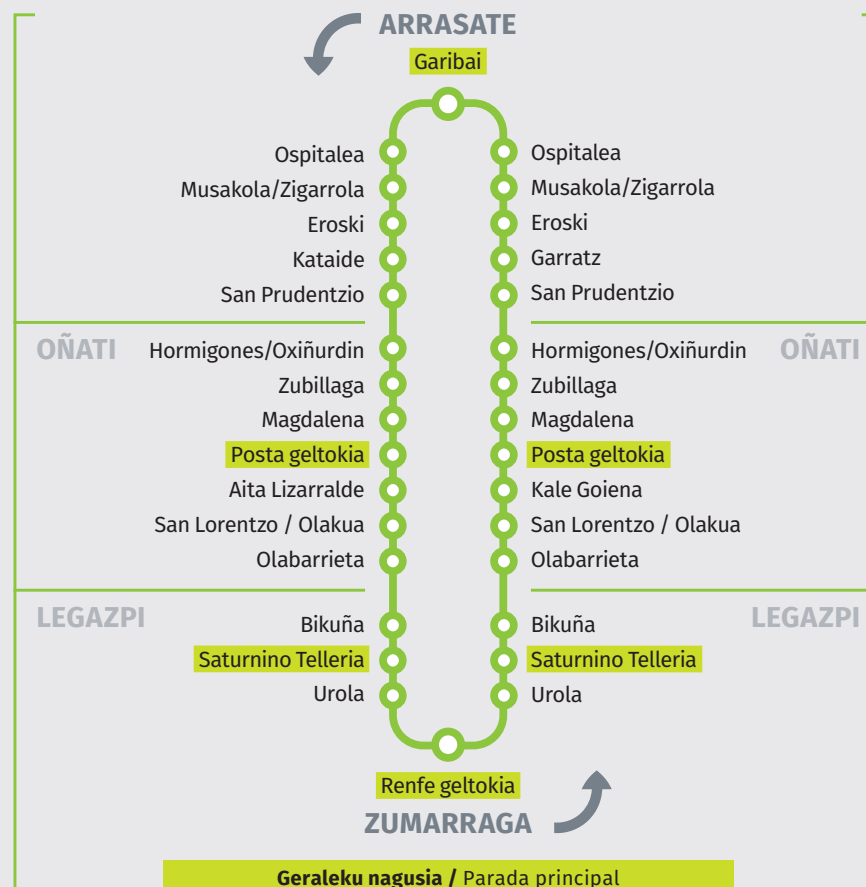 ARRASATE
Garibai
Ospitalea Ospitalea
Musakola/Zigarrola Musakola/Zigarrola
Eroski Eroski
Kataide Garratz
San Prudentzio San Prudentzio
OÑATI Hormigones/Oxiñurdin Hormigones/Oxiñurdin OÑATI
Zubillaga Zubillaga
Magdalena Magdalena
Posta geltokia Posta geltokia
Aita Lizarralde Kale Goiena
San Lorentzo / Olakua San Lorentzo / Olakua
Olabarrieta Olabarrieta
LEGAZPI Bikuña Bikuña LEGAZPI
Saturnino Telleria Saturnino Telleria
Urola Urola
Renfe geltokia
ZUMARRAGA
Geraleku nagusia / Parada principal